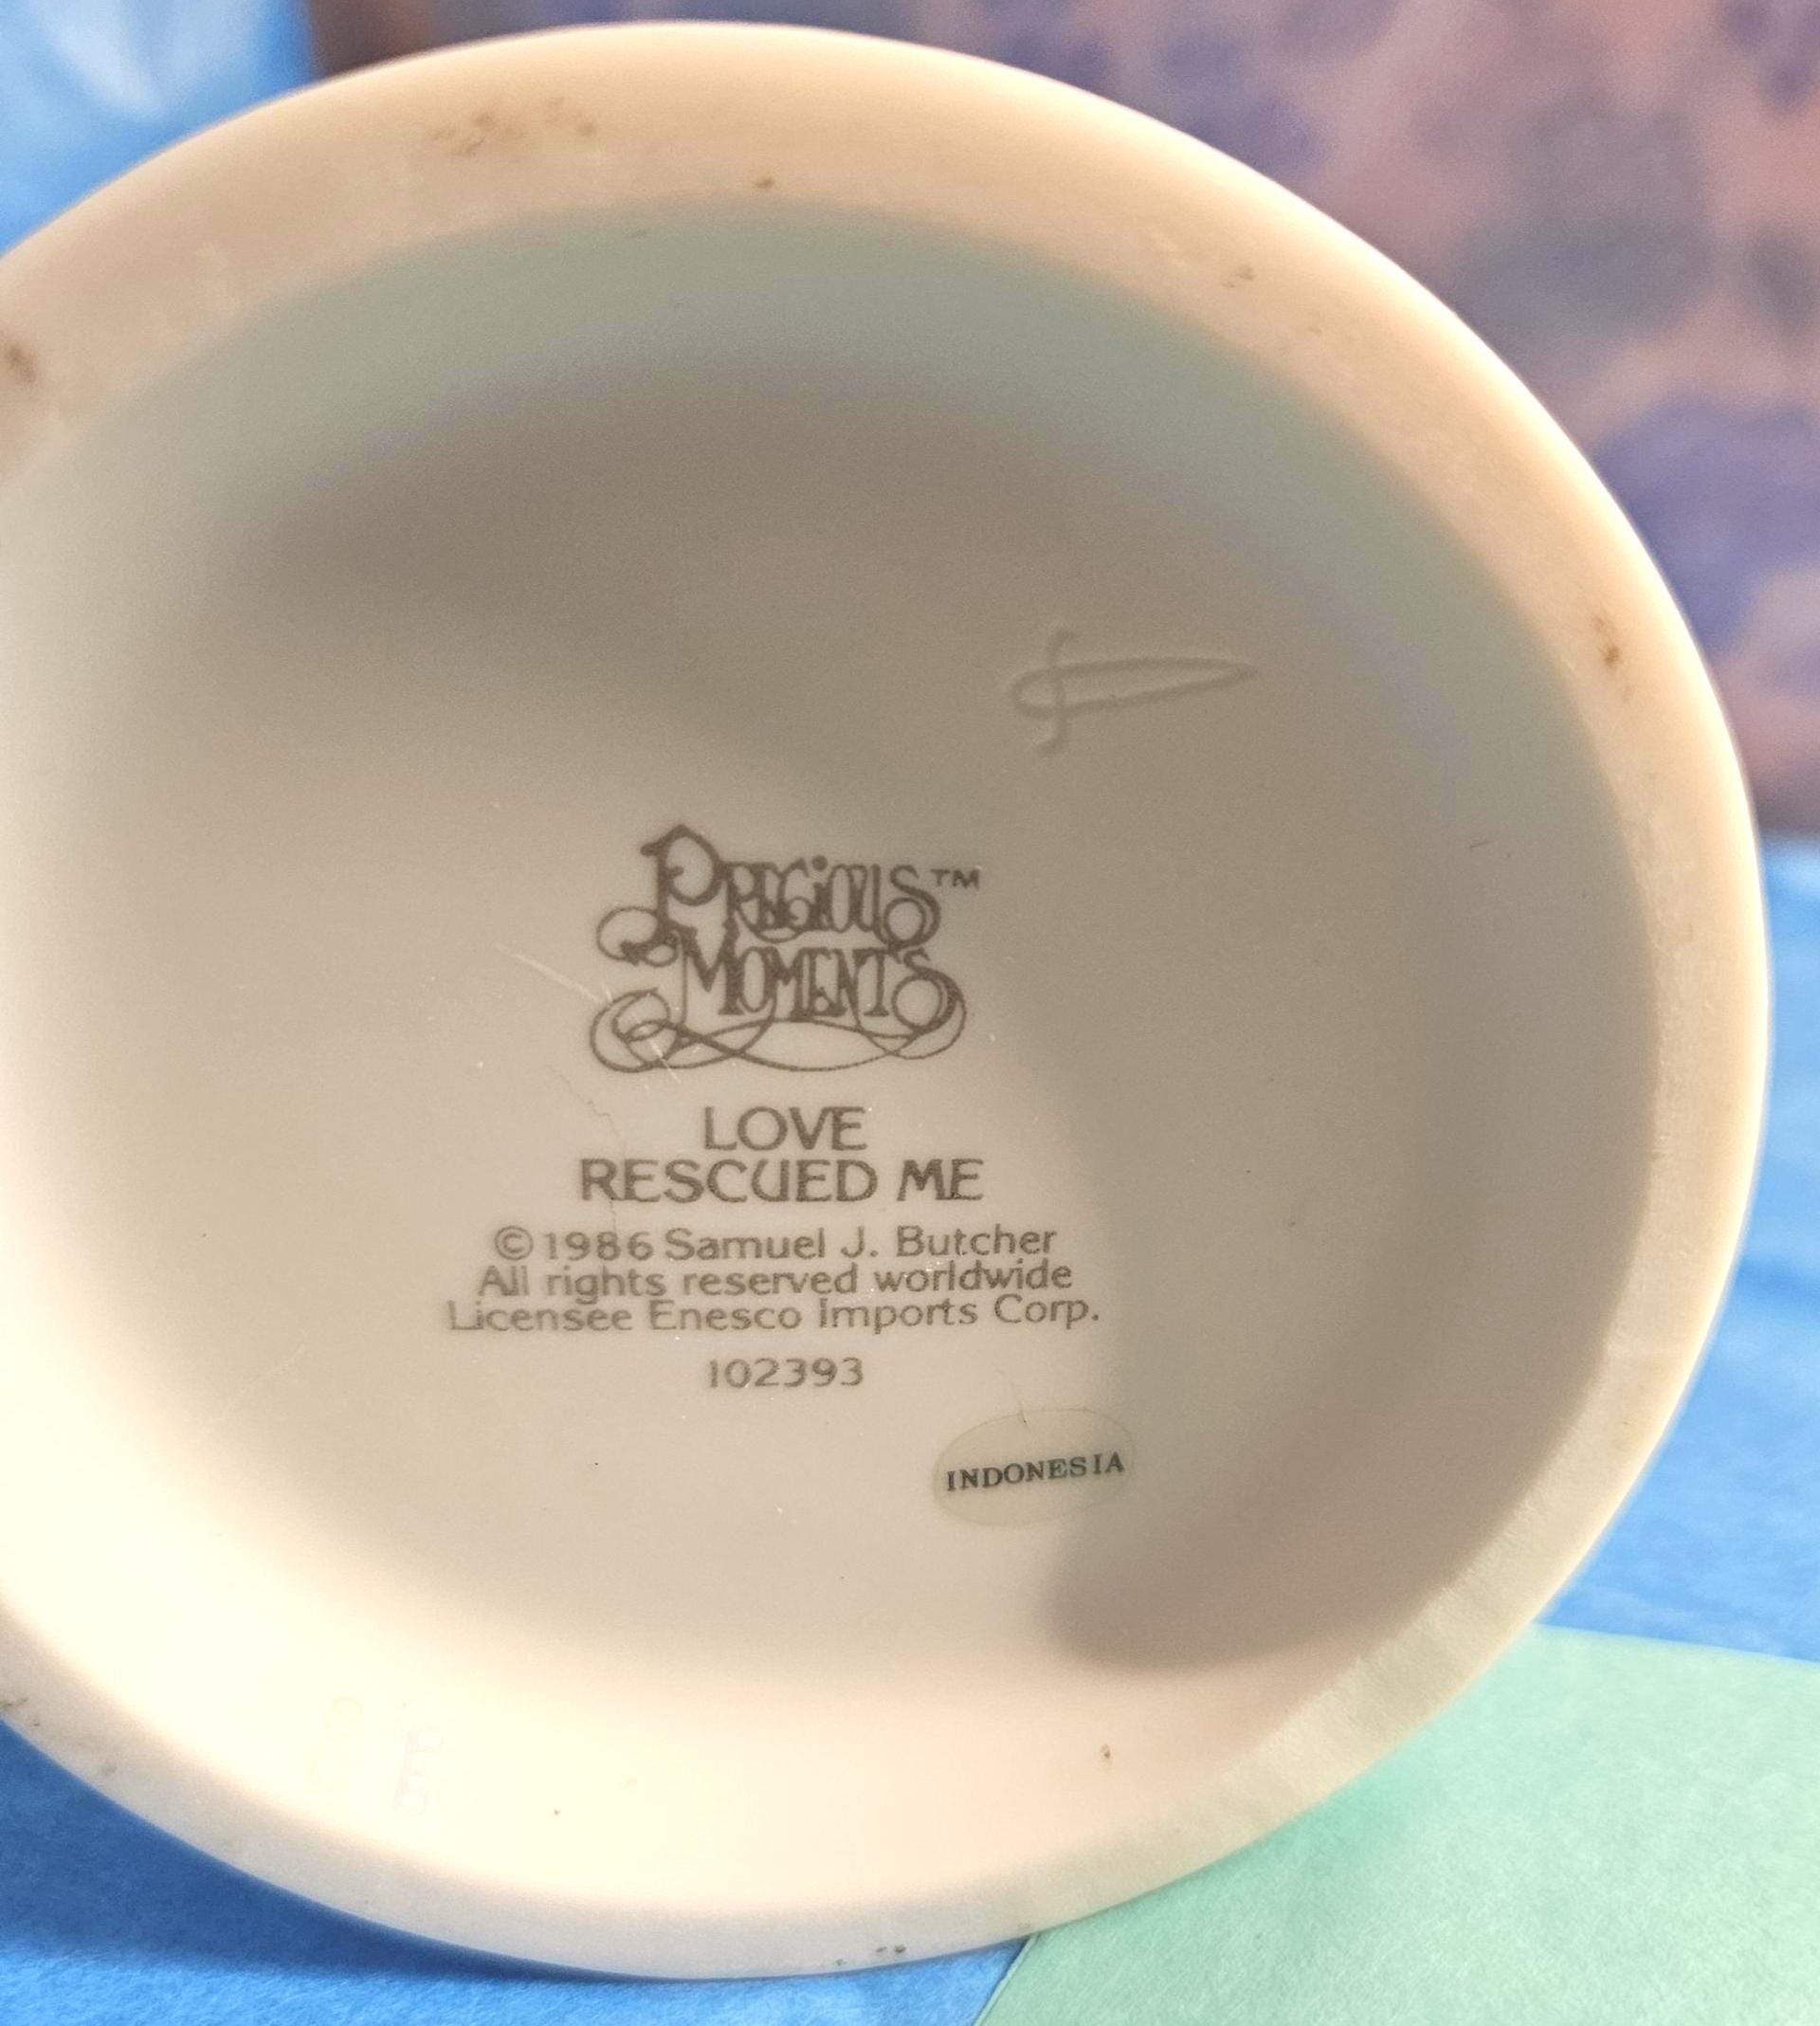 PRECIOUS™
MOMENTS
LOVE
RESCUED ME
©1986 Samuel J. Butcher
All rights reserved worldwide
Licensee Enesco Imports Corp.
102393
INDONESIA